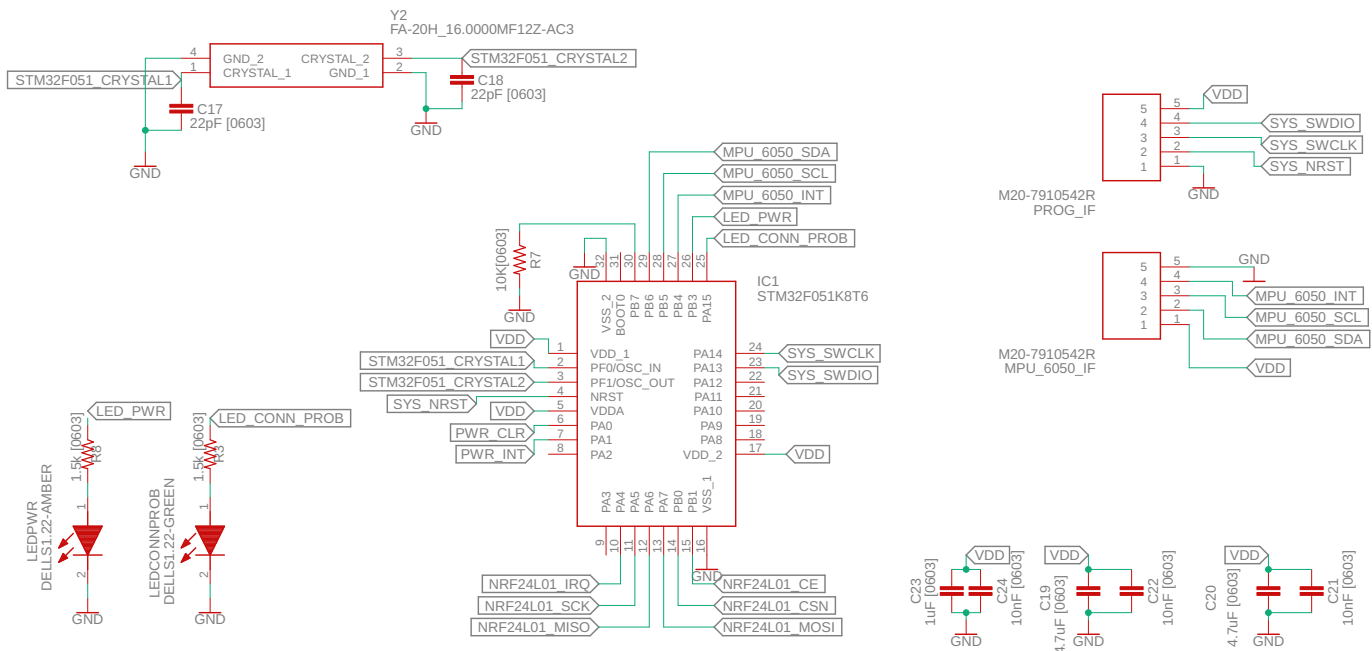 Y2
FA-20H_16.0000MF12Z-AC3
4 GND_2 CRYSTAL_2 3 STM32F051_CRYSTAL2
STM32F051_CRYSTAL1 1 CRYSTAL_1 GND_1 2
C17
22pF [0603]
C18
22pF [0603]
GND
GND
MPU_6050_SDA
MPU_6050_SCL
MPU_6050_INT
LED_PWR
LED_CONN_PROB
10K[0603]
R7
GND
GND
32 31 30 29 28 27 26 25
VSS_2 BOOT0 PB7 PB6 PB5 PB4 PB3 PA15
IC1
STM32F051K8T6
VDD 1 VDD_1
STM32F051_CRYSTAL1 2 PF0/OSC_IN
STM32F051_CRYSTAL2 3 PF1/OSC_OUT
SYS_NRST 4 NRST
VDD 5 VDDA
PWR_CLR 6 PA0
PWR_INT 7 PA1
8 PA2
PA14 24 SYS_SWCLK
PA13 23 SYS_SWDIO
PA12 22
PA11 21
PA10 20
PA9 19
PA8 18
VDD_2 17 VDD
PA3 PA4 PA5 PA6 PA7 PB0 PB1 VSS_1
9 10 11 12 13 14 15 16
GND
NRF24L01_IRQ
NRF24L01_SCK
NRF24L01_MISO
NRF24L01_CE
NRF24L01_CSN
NRF24L01_MOSI
5 5 VDD
4 4 SYS_SWDIO
3 3 SYS_SWCLK
2 2 SYS_NRST
1 1 GND
M20-7910542R
PROG_IF
5 5 GND
4 4 MPU_6050_INT
3 3 MPU_6050_SCL
2 2 MPU_6050_SDA
1 1 VDD
M20-7910542R
MPU_6050_IF
LED_PWR
1.5k [0603]
R8
1
LEDPWR
DELLS1.22-AMBER
2
GND
LED_CONN_PROB
1.5k [0603]
R3
1
LEDCONNPROB
DELLS1.22-GREEN
2
GND
VDD
C23
1uF [0603]
C24
10nF [0603]
GND
VDD
C19
4.7uF [0603]
C22
10nF [0603]
GND
VDD
C20
4.7uF [0603]
C21
10nF [0603]
GND